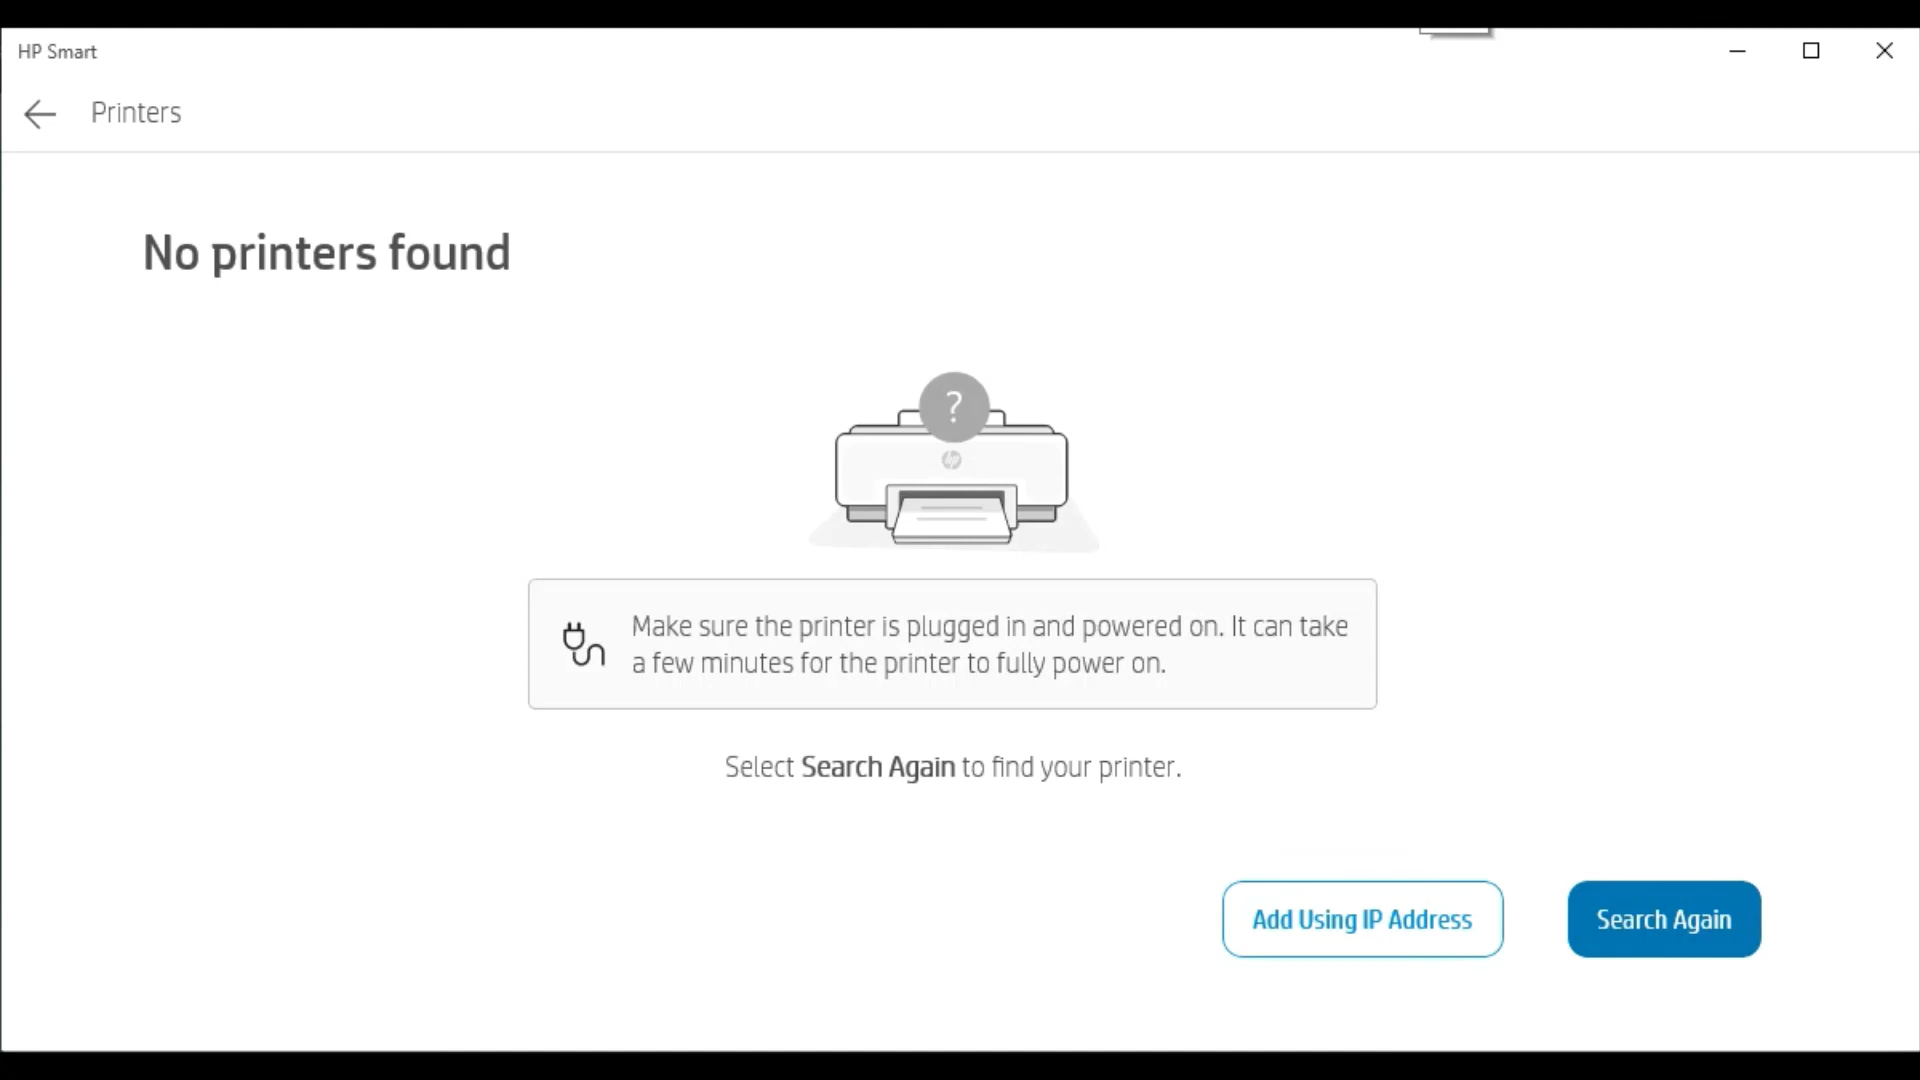 HP Smart
Printers
No printers found
?
hp
Make sure the printer is plugged in and powered on. It can take
a few minutes for the printer to fully power on.
Select Search Again to find your printer.
Add Using IP Address
Search Again